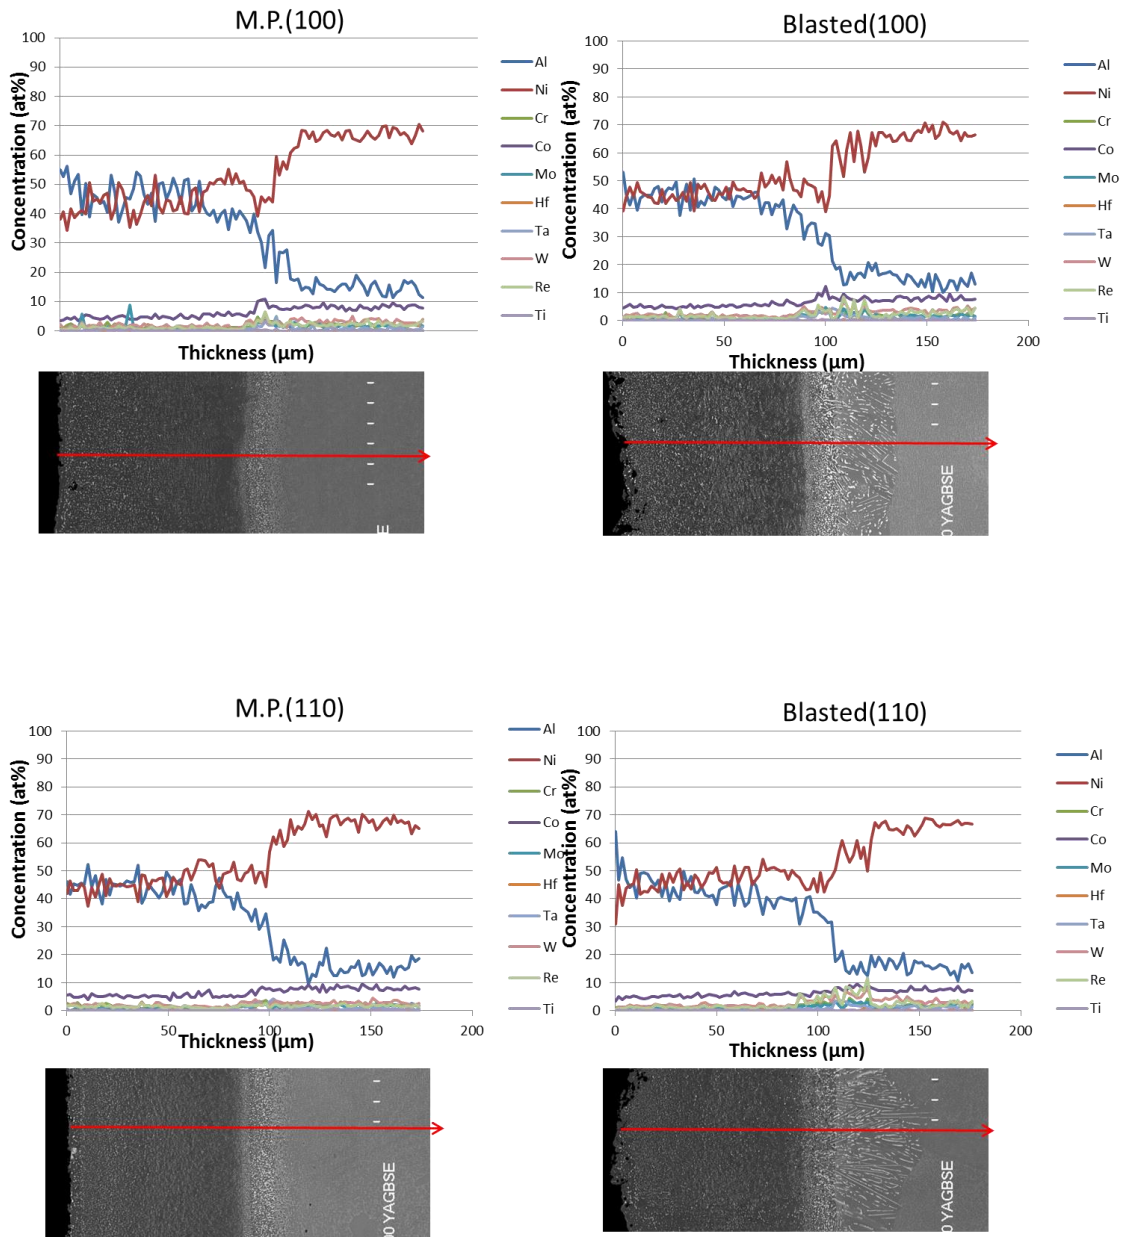 M.P.(100)
Concentration (at%)
100
90
80
70
60
50
40
30
20
10
0
Thickness (µm)
Al
Ni
Cr
Co
Mo
Hf
Ta
W
Re
Ti
E
Blasted(100)
Concentration (at%)
100
90
80
70
60
50
40
30
20
10
0
0 50 100 150 200
Thickness (µm)
Al
Ni
Cr
Co
Mo
Hf
Ta
W
Re
Ti
0 YAGBSE
M.P.(110)
Concentration (at%)
100
90
80
70
60
50
40
30
20
10
0
0 50 100 150 200
Thickness (µm)
Al
Ni
Cr
Co
Mo
Hf
Ta
W
Re
Ti
00 YAGBSE
Blasted(110)
Concentration (at%)
100
90
80
70
60
50
40
30
20
10
0
0 50 100 150 200
Thickness (µm)
Al
Ni
Cr
Co
Mo
Hf
Ta
W
Re
Ti
0 YAGBSE